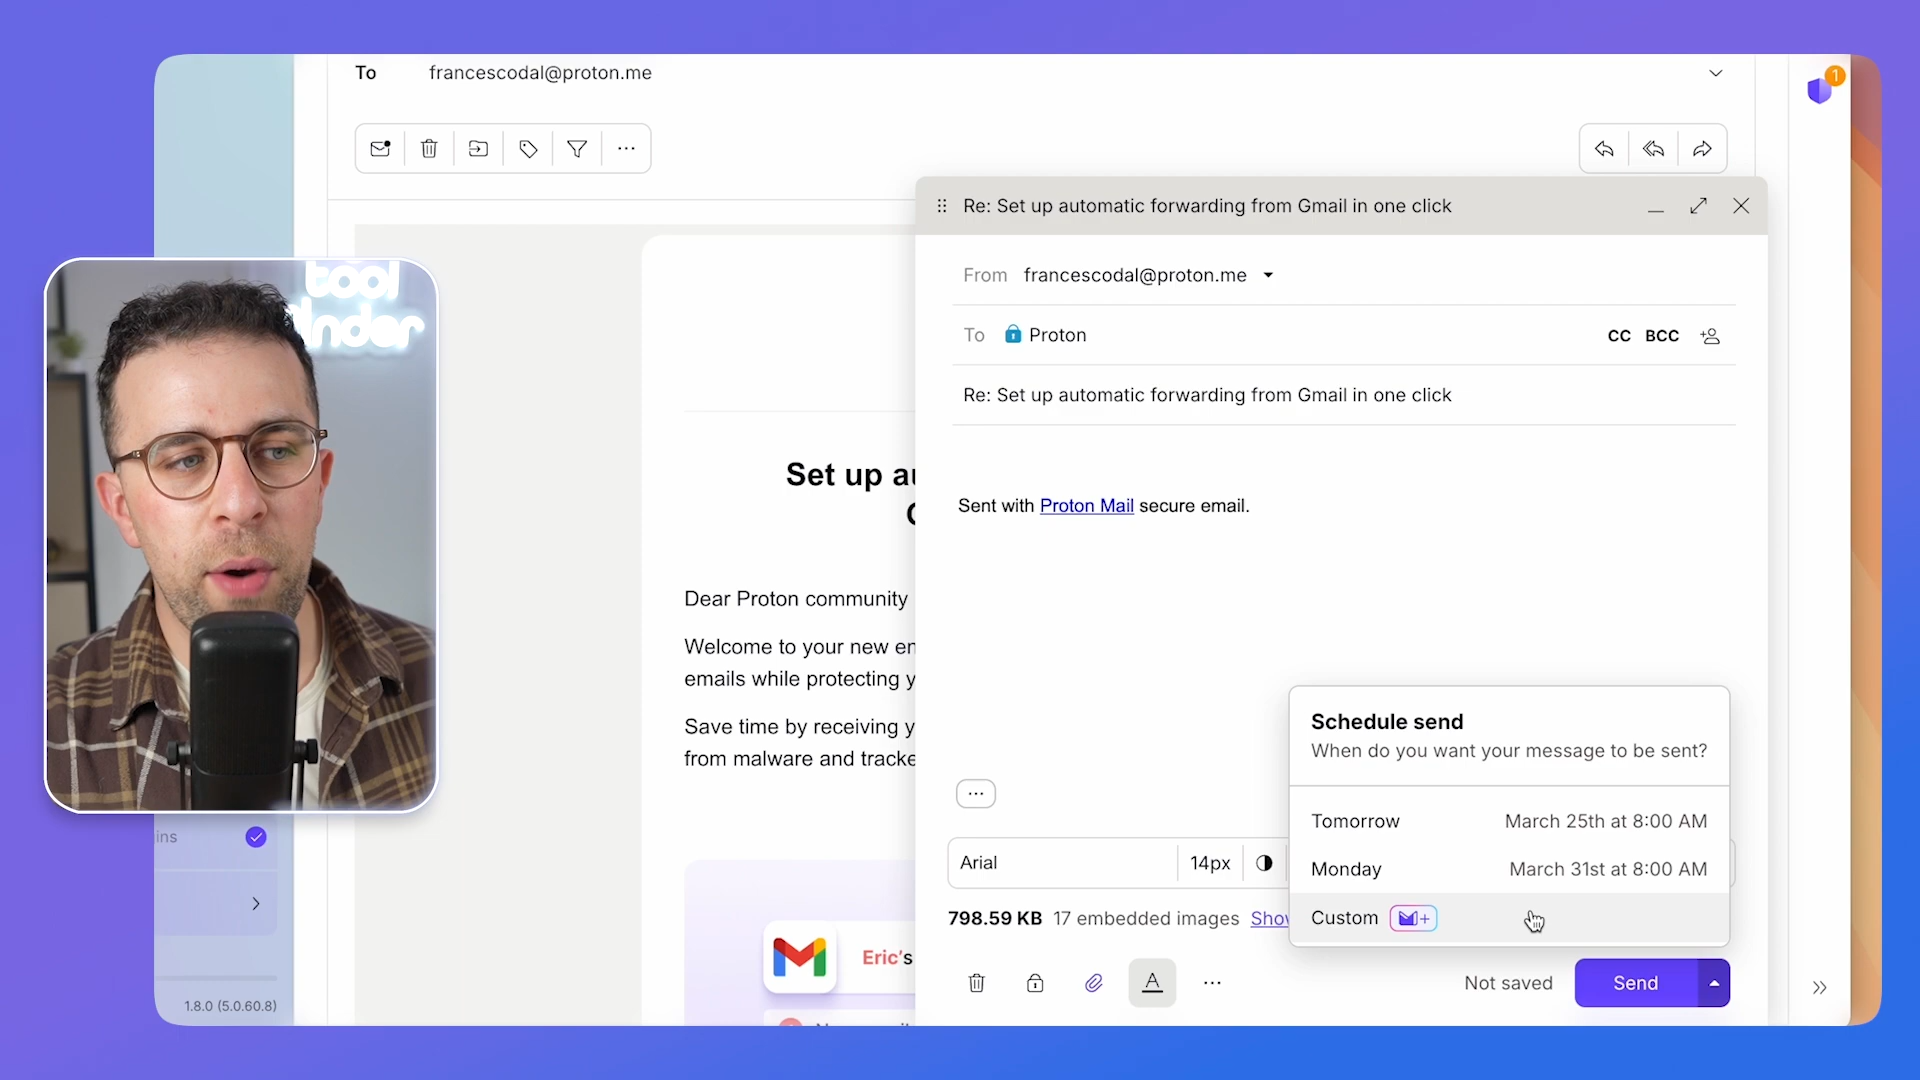 To francescodal@proton.me
1
Re: Set up automatic forwarding from Gmail in one click
From francescodal@proton.me
To Proton CC BCC
Re: Set up automatic forwarding from Gmail in one click
tool
finder
Set up au
Sent with Proton Mail secure email.
Dear Proton community
Welcome to your new en
emails while protecting y
Save time by receiving y
from malware and tracke
Schedule send
When do you want your message to be sent?
Tomorrow March 25th at 8:00 AM
Monday March 31st at 8:00 AM
Custom
Arial 14px
798.59 KB 17 embedded images Show
Eric's
Not saved Send
ins
1.8.0 (5.0.60.8)